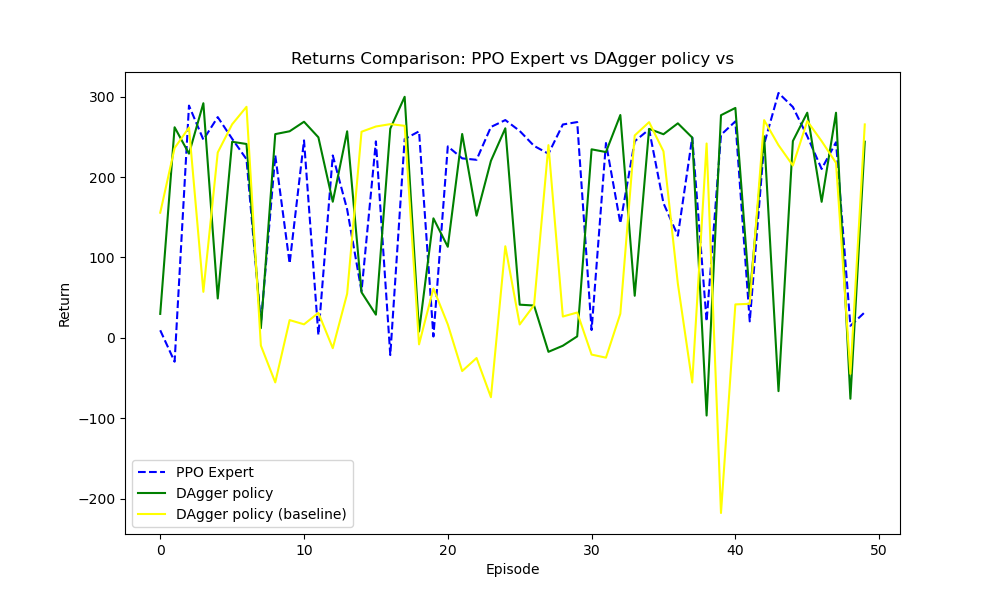 Returns Comparison: PPO Expert vs DAgger policy vs
300
200
100
0
−100
−200
Return
PPO Expert
DAgger policy
DAgger policy (baseline)
0 10 20 30 40 50
Episode